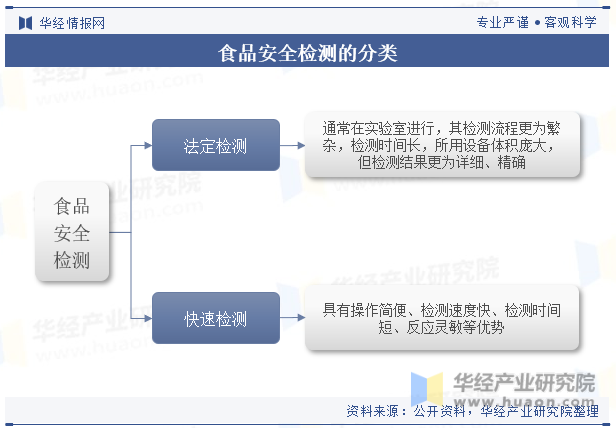 华经情报网
专业严谨 ● 客观科学
食品安全检测的分类
法定检测
通常在实验室进行，其检测流程更为繁
杂，检测时间长，所用设备体积庞大，
但检测结果更为详细、精确
食品
安全
检测
快速检测
具有操作简便、检测速度快、检测时间
短、反应灵敏等优势
华经产业研究院
www.huaon.com
资料来源：公开资料，华经产业研究院整理